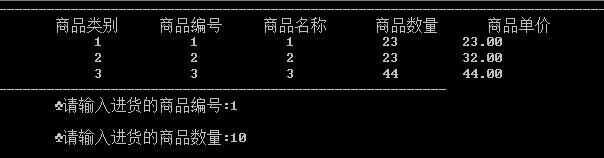 商品类别 商品编号 商品名称 商品数量 商品单价
1 1 1 23 23.00
2 2 2 23 32.00
3 3 3 44 44.00
♣请输入进货的商品编号:1
♣请输入进货的商品数量:10